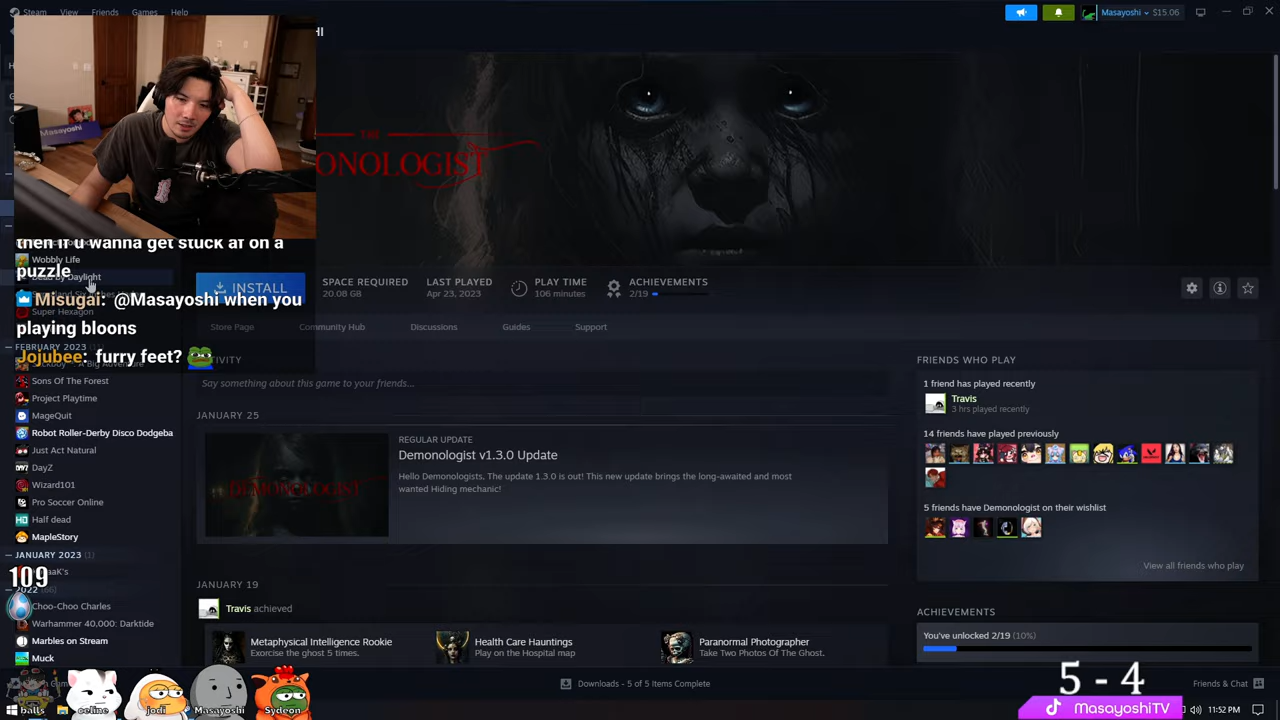 Steam View Friends Games Help
Masayoshi $15.06
Masayoshi
THE
ONOLOGIST
then if u wanna get stuck af on a
puzzle
Wobbly Life
Dead by Daylight
Misugai: @Masayoshi when you
playing bloons
Super Hexagon
Jojubee: furry feet?
FEBRUARY 2023
Sons Of The Forest
Project Playtime
MageQuit
Robot Roller-Derby Disco Dodgeba
Just Act Natural
DayZ
Wizard101
Pro Soccer Online
Half dead
MapleStory
JANUARY 2023 (1)
109
Choo-Choo Charles
Warhammer 40,000: Darktide
Marbles on Stream
Muck
INSTALL
SPACE REQUIRED
20.08 GB
LAST PLAYED
Apr 23, 2023
PLAY TIME
106 minutes
ACHIEVEMENTS
2/19
Store Page Community Hub Discussions Guides Support
Say something about this game to your friends...
JANUARY 25
DEMONOLOGIST
REGULAR UPDATE
Demonologist v1.3.0 Update
Hello Demonologists. The update 1.3.0 is out! This new update brings the long-awaited and most
wanted Hiding mechanic!
JANUARY 19
Travis achieved
Metaphysical Intelligence Rookie
Exorcise the ghost 5 times.
Health Care Hauntings
Play on the Hospital map
Paranormal Photographer
Take Two Photos Of The Ghost.
FRIENDS WHO PLAY
1 friend has played recently
Travis
3 hrs played recently
14 friends have played previously
5 friends have Demonologist on their wishlist
View all friends who play
ACHIEVEMENTS
You've unlocked 2/19 (10%)
Downloads - 5 of 5 Items Complete
Friends & Chat
5 - 4
MasayoshiTV
balls celine jodi Masayoshi Sydeon
11:52 PM